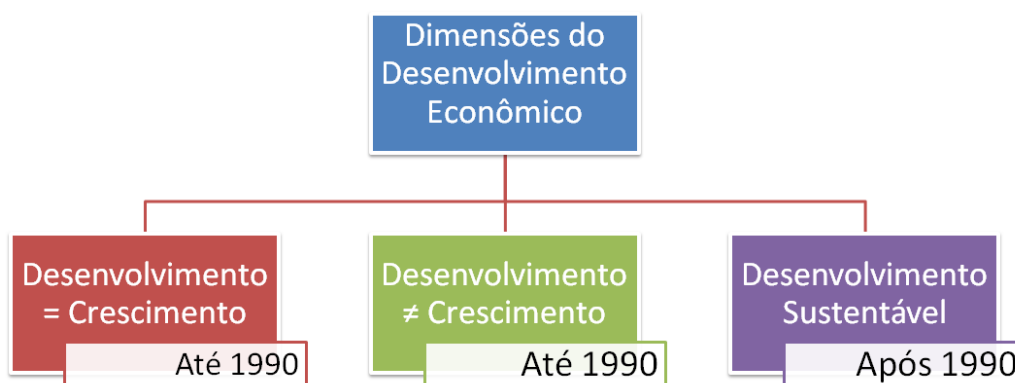 Dimensões do
Desenvolvimento
Econômico
Desenvolvimento
= Crescimento
Até 1990
Desenvolvimento
≠ Crescimento
Até 1990
Desenvolvimento
Sustentável
Após 1990